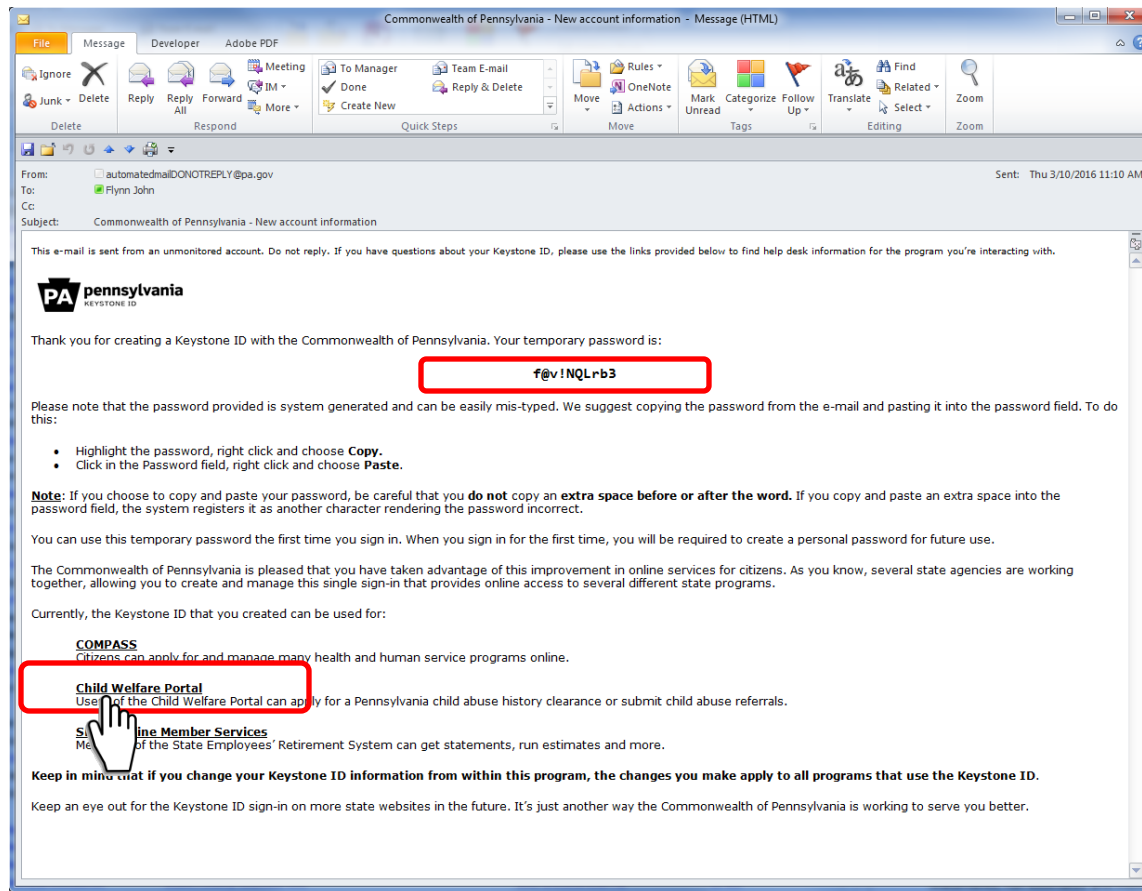 Commonwealth of Pennsylvania - New account information - Message (HTML)
File Message Developer Adobe PDF
Ignore
Junk
Delete
Reply
Reply All
Forward
Meeting
IM
More
To Manager
Done
Create New
Team E-mail
Reply & Delete
Move
Rules
OneNote
Actions
Mark Unread
Categorize
Follow Up
Translate
Find
Related
Select
Zoom
Delete Respond Quick Steps Move Tags Editing Zoom
From: automatedmailDONOTREPLY@pa.gov Sent: Thu 3/10/2016 11:10 AM
To: Flynn John
Cc:
Subject: Commonwealth of Pennsylvania - New account information
This e-mail is sent from an unmonitored account. Do not reply. If you have questions about your Keystone ID, please use the links provided below to find help desk information for the program you're interacting with.
PA pennsylvania
KEYSTONE ID
Thank you for creating a Keystone ID with the Commonwealth of Pennsylvania. Your temporary password is:
f@v!NQLrb3
Please note that the password provided is system generated and can be easily mis-typed. We suggest copying the password from the e-mail and pasting it into the password field. To do
this:
• Highlight the password, right click and choose Copy.
• Click in the Password field, right click and choose Paste.
Note: If you choose to copy and paste your password, be careful that you do not copy an extra space before or after the word. If you copy and paste an extra space into the
password field, the system registers it as another character rendering the password incorrect.
You can use this temporary password the first time you sign in. When you sign in for the first time, you will be required to create a personal password for future use.
The Commonwealth of Pennsylvania is pleased that you have taken advantage of this improvement in online services for citizens. As you know, several state agencies are working
together, allowing you to create and manage this single sign-in that provides online access to several different state programs.
Currently, the Keystone ID that you created can be used for:
COMPASS
Citizens can apply for and manage many health and human service programs online.
Child Welfare Portal
Users of the Child Welfare Portal can apply for a Pennsylvania child abuse history clearance or submit child abuse referrals.
Member Services
of the State Employees' Retirement System can get statements, run estimates and more.
Keep in mind that if you change your Keystone ID information from within this program, the changes you make apply to all programs that use the Keystone ID.
Keep an eye out for the Keystone ID sign-in on more state websites in the future. It's just another way the Commonwealth of Pennsylvania is working to serve you better.